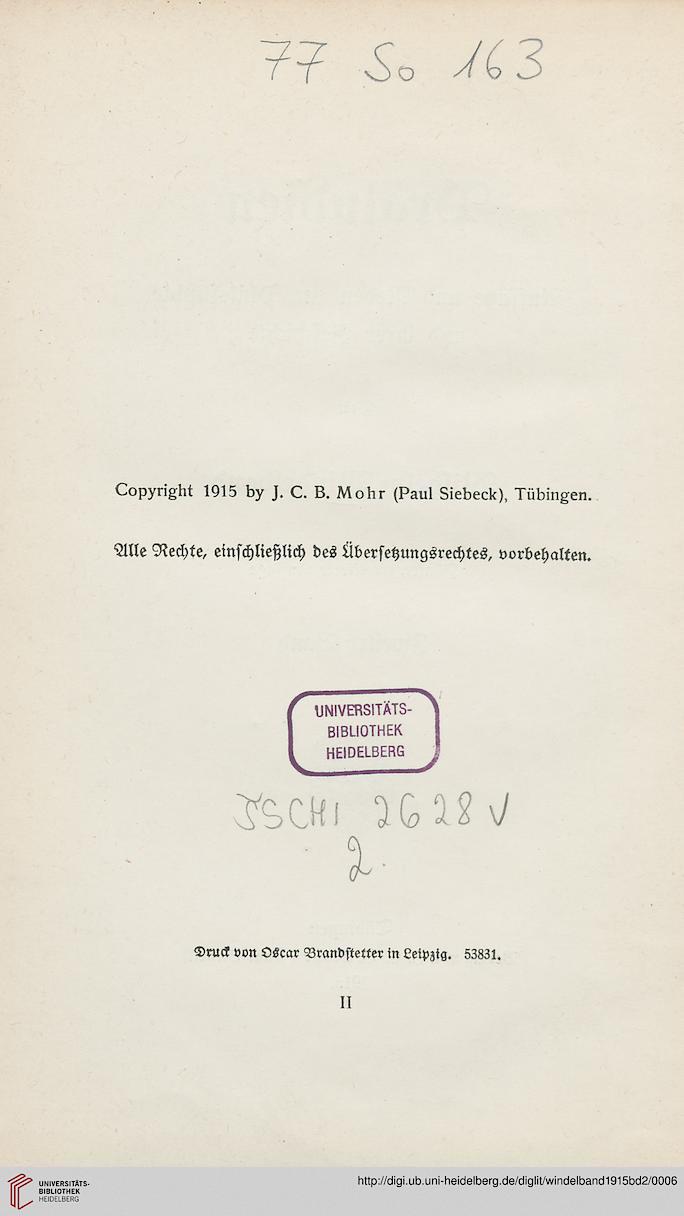 77 So 163
Copyright 1915 by J. C. B. Mohr (Paul Siebeck), Tübingen.
Alle Rechte, einschließlich des Übersetzungsrechtes, vorbehalten.
UNIVERSITÄTS-
BIBLIOTHEK
HEIDELBERG
TSCHI 2628 V
2.
Druck von Oscar Brandstetter in Leipzig. 53831.
II
UNIVERSITÄTS-
BIBLIOTHEK
HEIDELBERG
http://digi.ub.uni-heidelberg.de/diglit/windelband1915bd2/0006